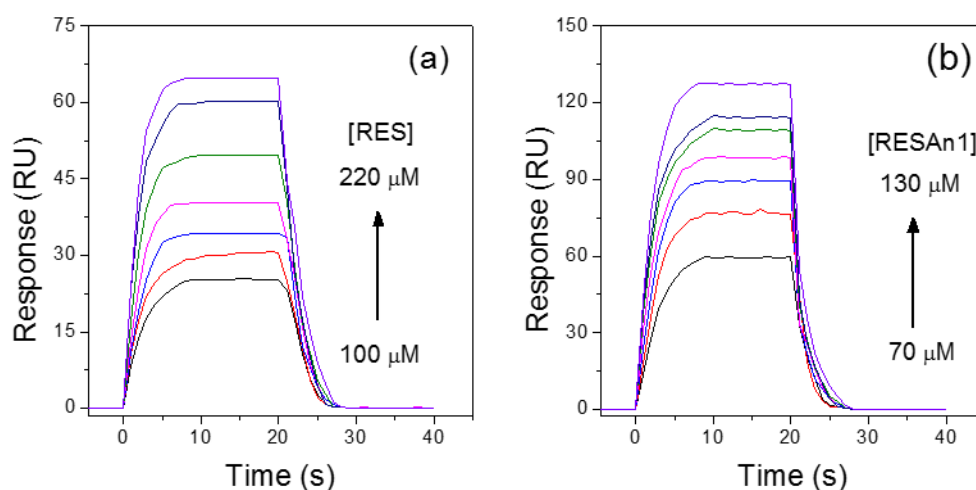 (a)
Response (RU)
75
60
45
30
15
0
[RES]
220 μM
100 μM
0 10 20 30 40
Time (s)
(b)
Response (RU)
150
120
90
60
30
0
[RESAn1]
130 μM
70 μM
0 10 20 30 40
Time (s)